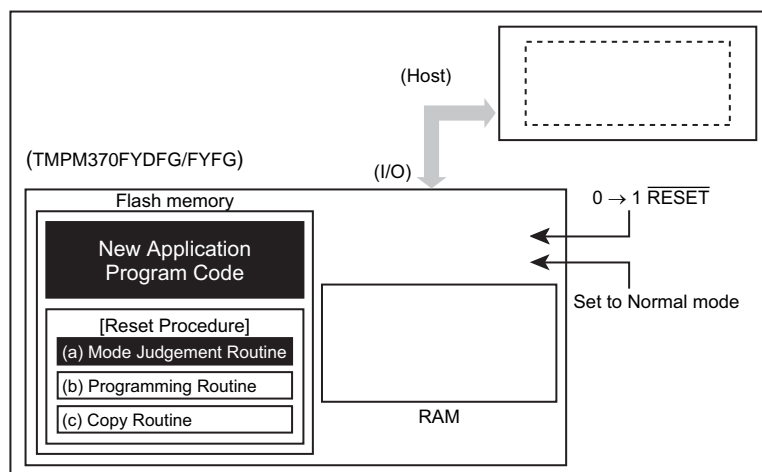 (Host)
(TMPM370FYDFG/FYFG)
(I/O)
0 → 1 RESET
Flash memory
New Application
Program Code
Set to Normal mode
[Reset Procedure]
(a) Mode Judgement Routine
(b) Programming Routine
(c) Copy Routine
RAM